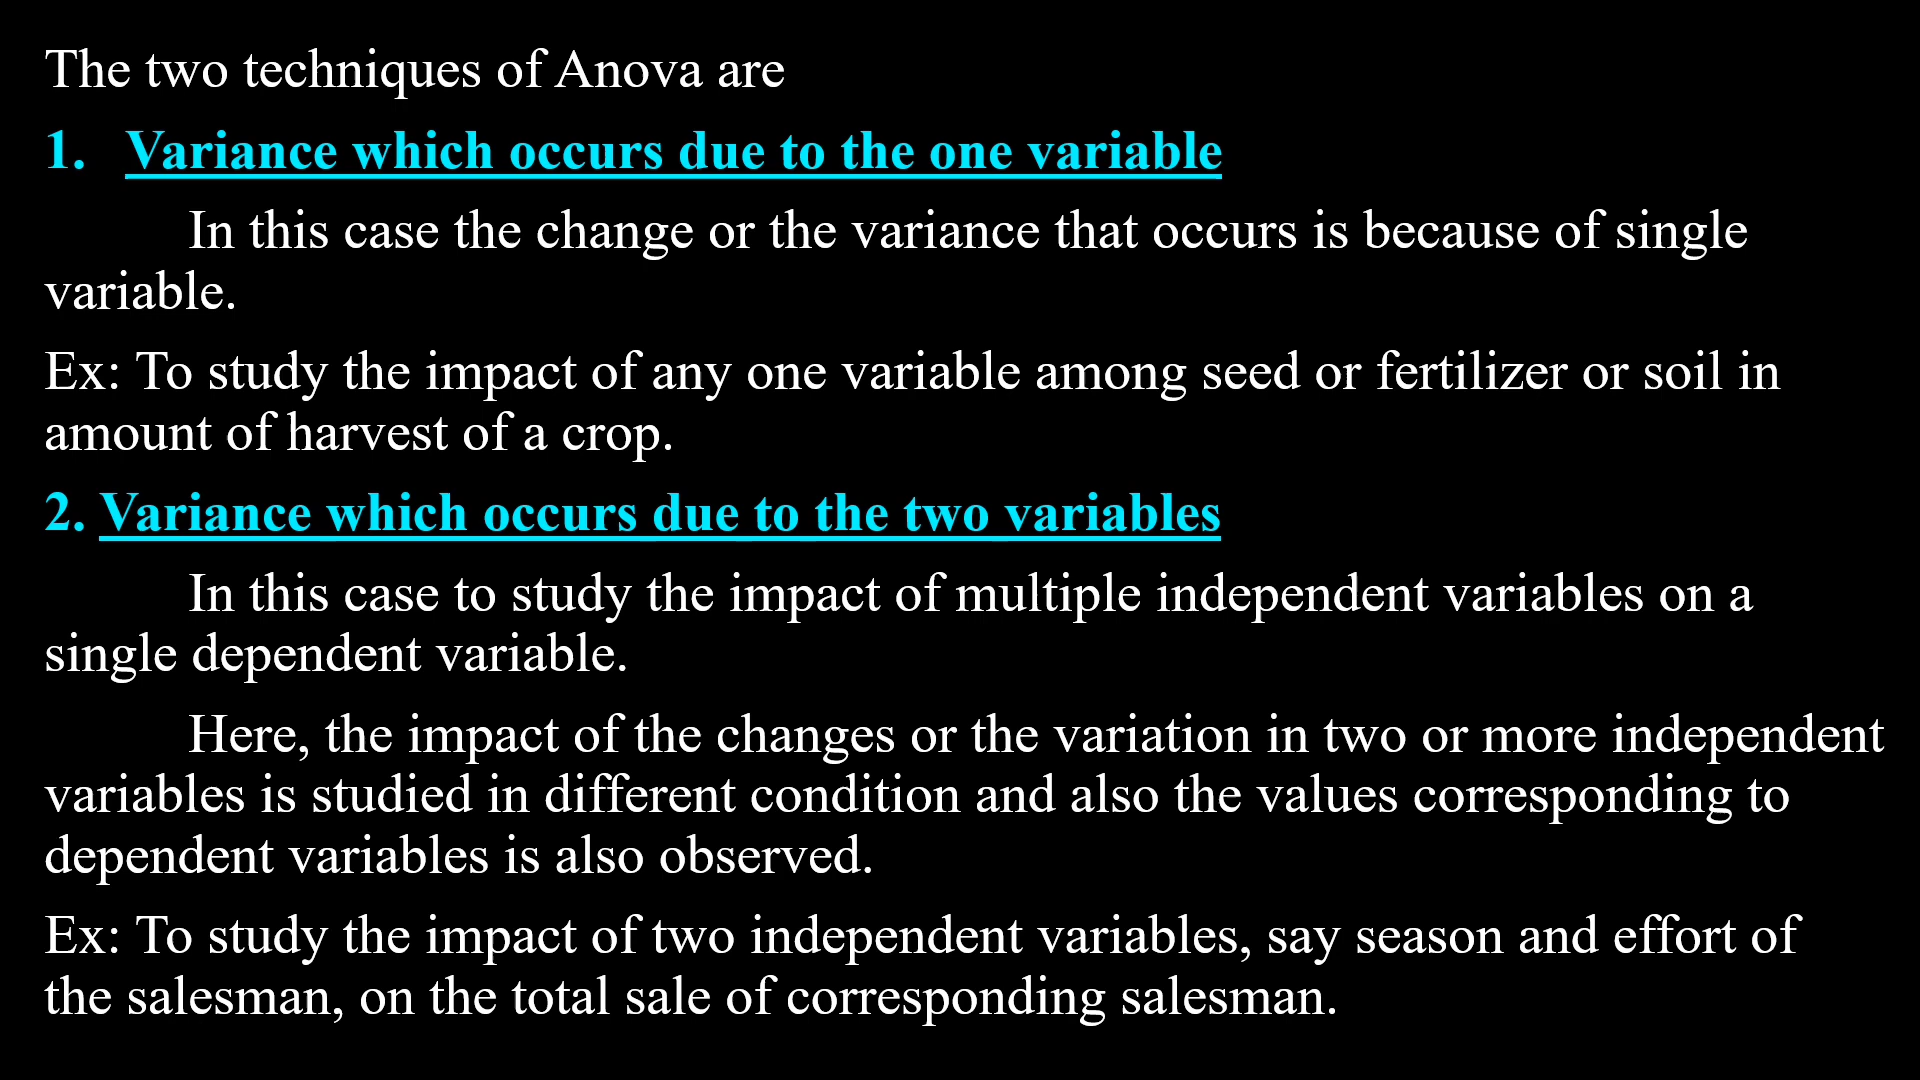 The two techniques of Anova are
1. Variance which occurs due to the one variable
In this case the change or the variance that occurs is because of single
variable.
Ex: To study the impact of any one variable among seed or fertilizer or soil in
amount of harvest of a crop.
2. Variance which occurs due to the two variables
In this case to study the impact of multiple independent variables on a
single dependent variable.
Here, the impact of the changes or the variation in two or more independent
variables is studied in different condition and also the values corresponding to
dependent variables is also observed.
Ex: To study the impact of two independent variables, say season and effort of
the salesman, on the total sale of corresponding salesman.